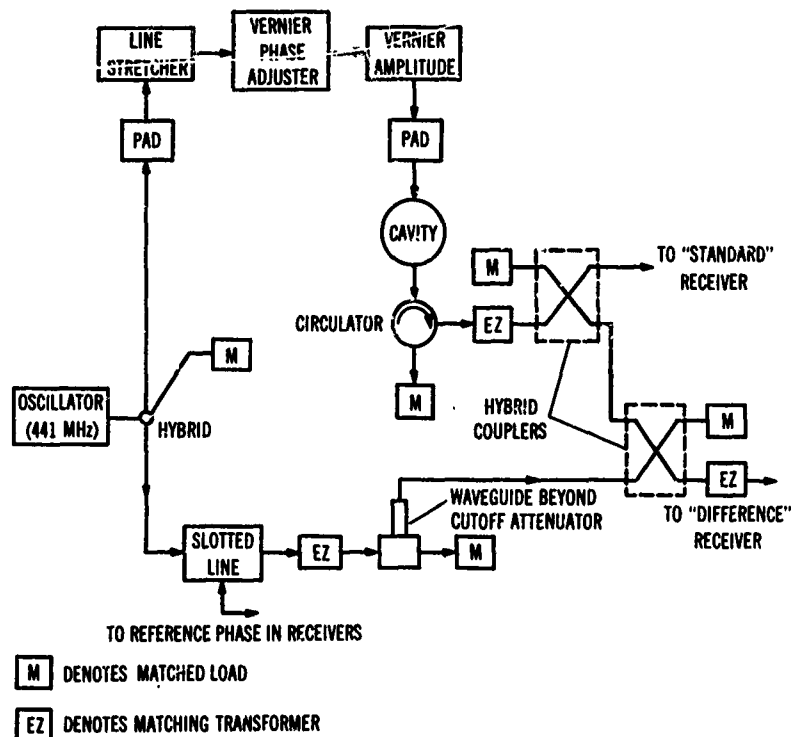 LINE
STRETCHER
VERNIER
PHASE
ADJUSTER
VERNIER
AMPLITUDE
PAD
PAD
CAVITY
M
TO "STANDARD"
RECEIVER
CIRCULATOR
EZ
M
M
OSCILLATOR
(441 MHz)
HYBRID
HYBRID
COUPLERS
M
EZ
WAVEGUIDE BEYOND
CUTOFF ATTENUATOR
TO "DIFFERENCE"
RECEIVER
SLOTTED
LINE
EZ
M
TO REFERENCE PHASE IN RECEIVERS
M DENOTES MATCHED LOAD
EZ DENOTES MATCHING TRANSFORMER